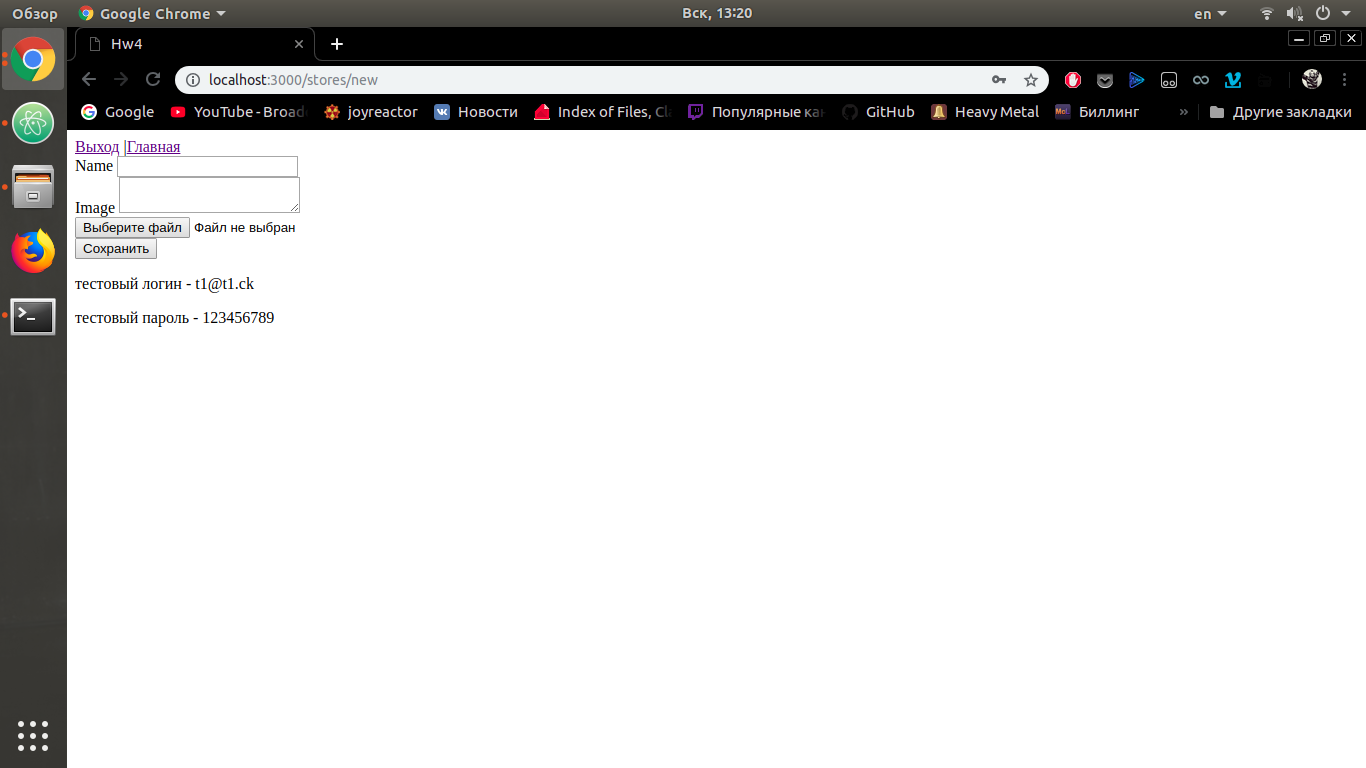 Обзор Google Chrome Вск, 13:20 en
Hw4
localhost:3000/stores/new
Google YouTube - Broad joyreactor Новости Index of Files, Cla Популярные кан GitHub Heavy Metal Биллинг » Другие закладки
Выход |Главная
Name
Image
Выберите файл Файл не выбран
Сохранить
тестовый логин - t1@t1.ck
тестовый пароль - 123456789